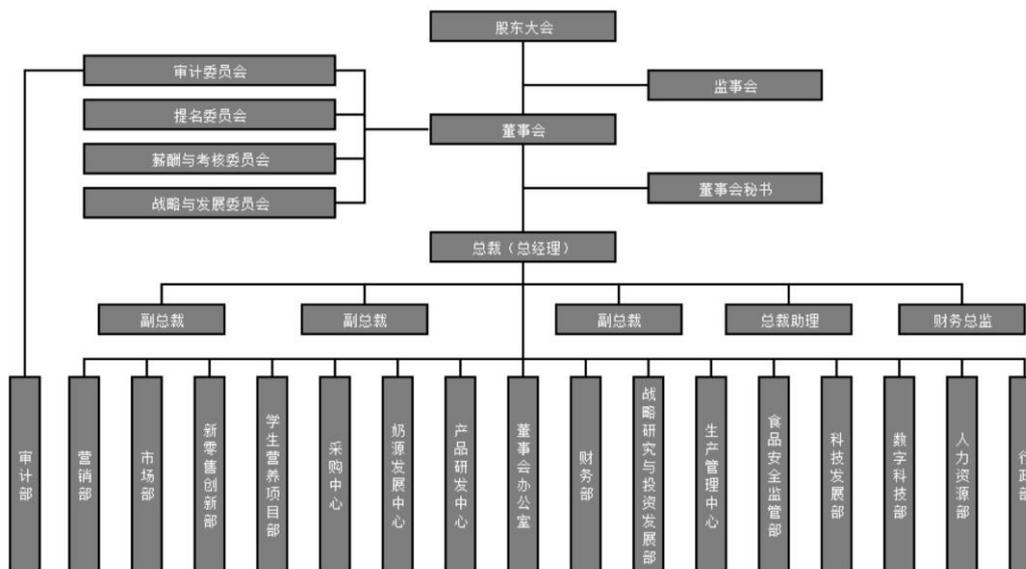 股东大会
审计委员会
监事会
提名委员会
董事会
薪酬与考核委员会
董事会秘书
战略与发展委员会
总裁（总经理）
副总裁
副总裁
副总裁
总裁助理
财务总监
审计部
营销部
市场部
新零售创新部
学生营养项目部
采购中心
奶源发展中心
产品研发中心
董事会办公室
财务部
战略研究与投资发展部
生产管理中心
食品安全监管部
科技发展部
数字科技部
人力资源部
行政部